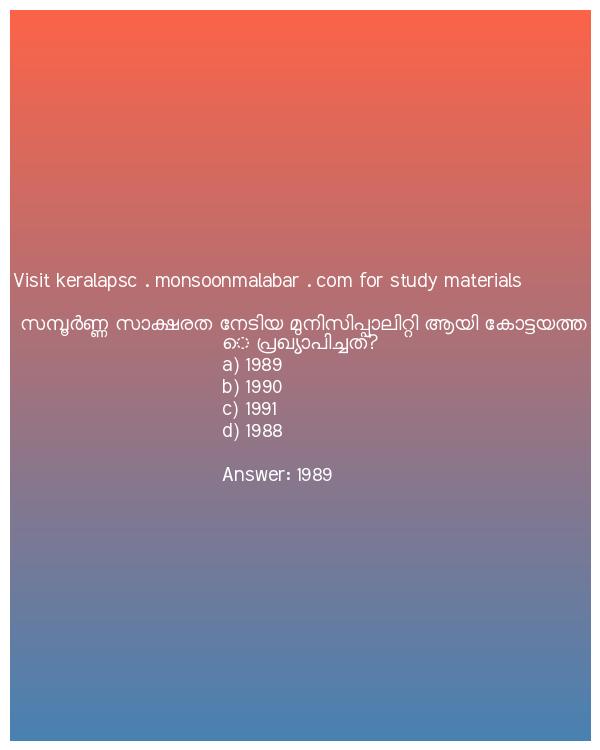 Visit keralapsc . monsoonmalabar . com for study materials
സമ്പൂർണ്ണ സാക്ഷരത നേടിയ മുനിസിപ്പാലിറ്റി ആയി കോട്ടയത്ത
െ പ്രഖ്യാപിച്ചത്?
a) 1989
b) 1990
c) 1991
d) 1988
Answer: 1989